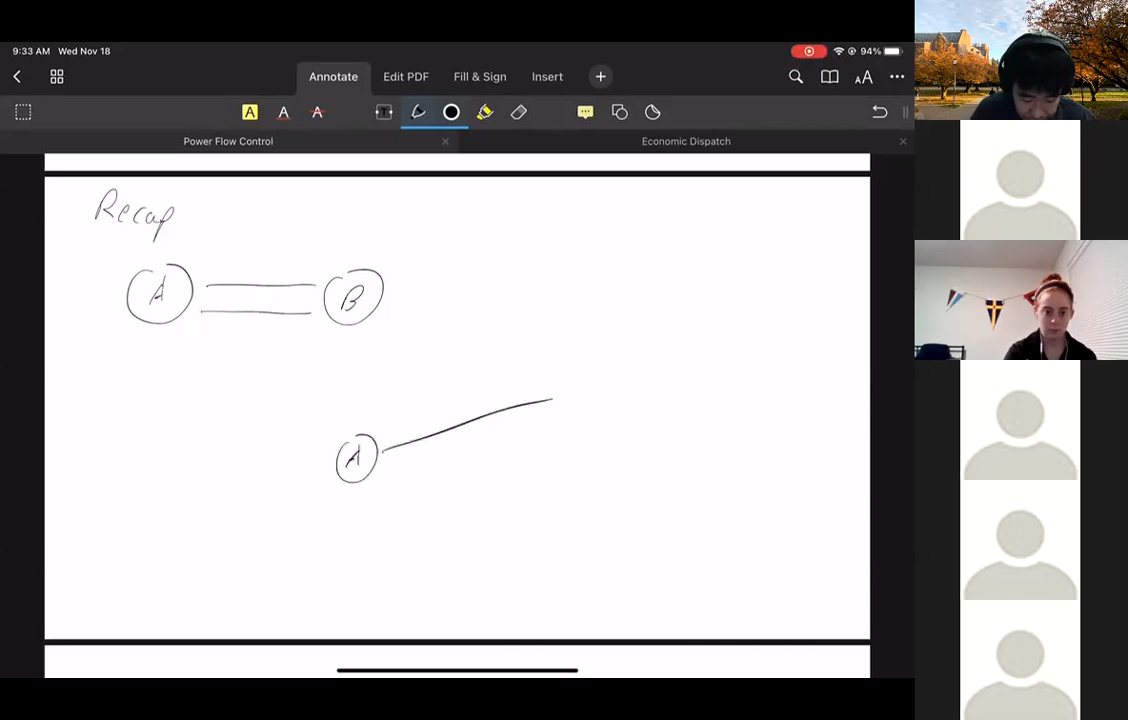 9:33 AM Wed Nov 18
94%
Annotate Edit PDF Fill & Sign Insert
A A A T
AA
Power Flow Control
Economic Dispatch
Recap
A B
A